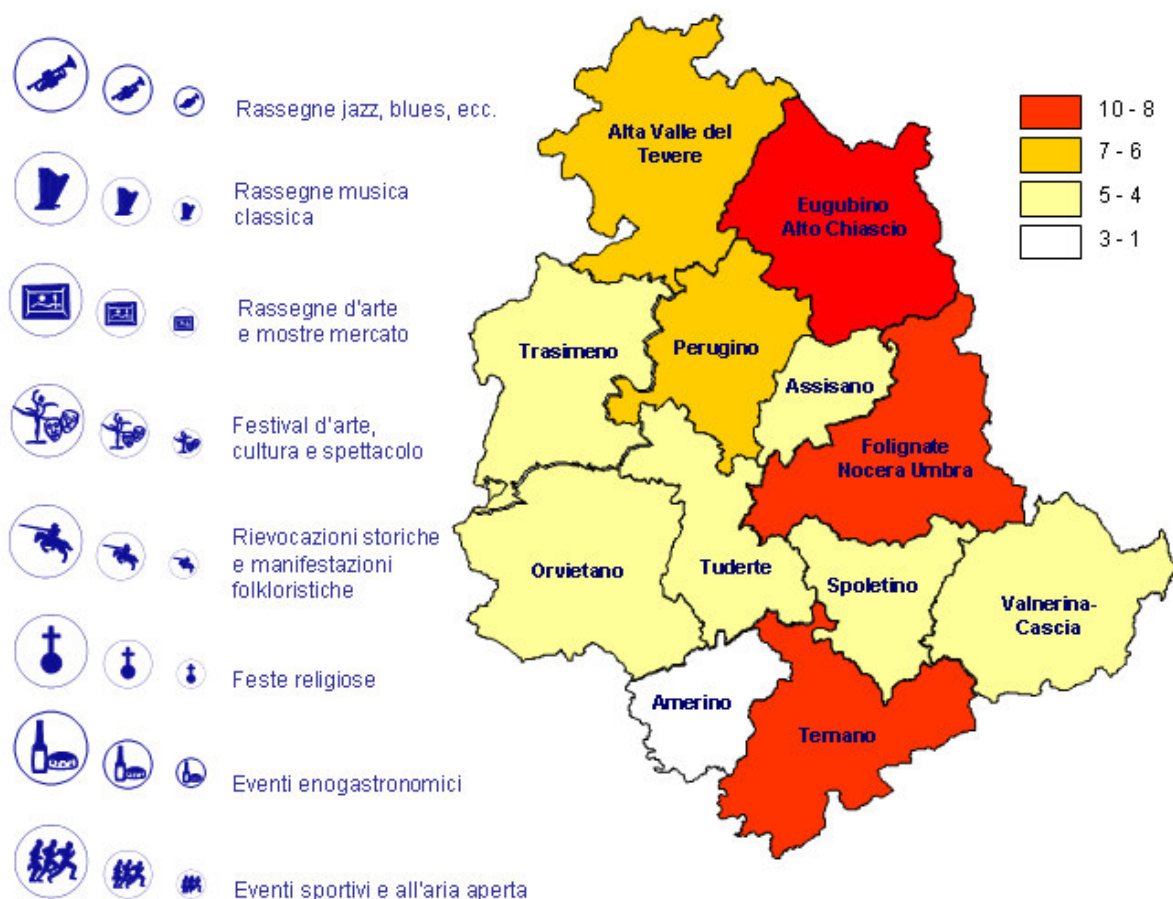 Rassegne jazz, blues, ecc.
Rassegne musica
classica
Rassegne d'arte
e mostre mercato
Festival d'arte,
cultura e spettacolo
Rievocazioni storiche
e manifestazioni
folkloristiche
Feste religiose
Eventi enogastronomici
Eventi sportivi e all'aria aperta
Alta Valle del
Tevere
Eugubino
Alto Chiascio
Trasimeno
Perugino
Assisano
Folignate
Nocera Umbra
Orvietano
Tuderte
Spoletino
Valnerina-
Cascia
Amerino
Ternano
10 - 8
7 - 6
5 - 4
3 - 1